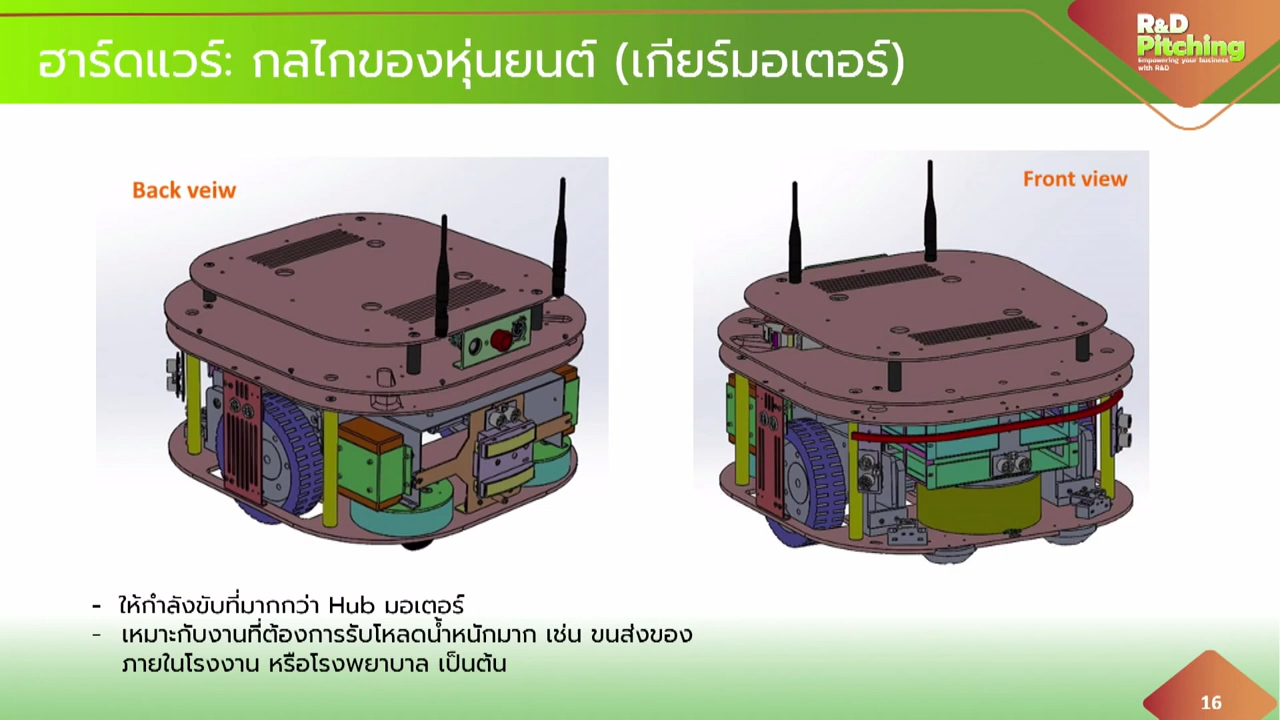 ฮาร์ดแวร์: กลไกของหุ่นยนต์ (เกียร์มอเตอร์)
R&D
Pitching
Empowering your business
with R&D
Back veiw
Front view
- ให้กำลังขับที่มากกว่า Hub มอเตอร์
- เหมาะกับงานที่ต้องการรับโหลดน้ำหนักมาก เช่น ขนส่งของ
ภายในโรงงาน หรือโรงพยาบาล เป็นต้น
16